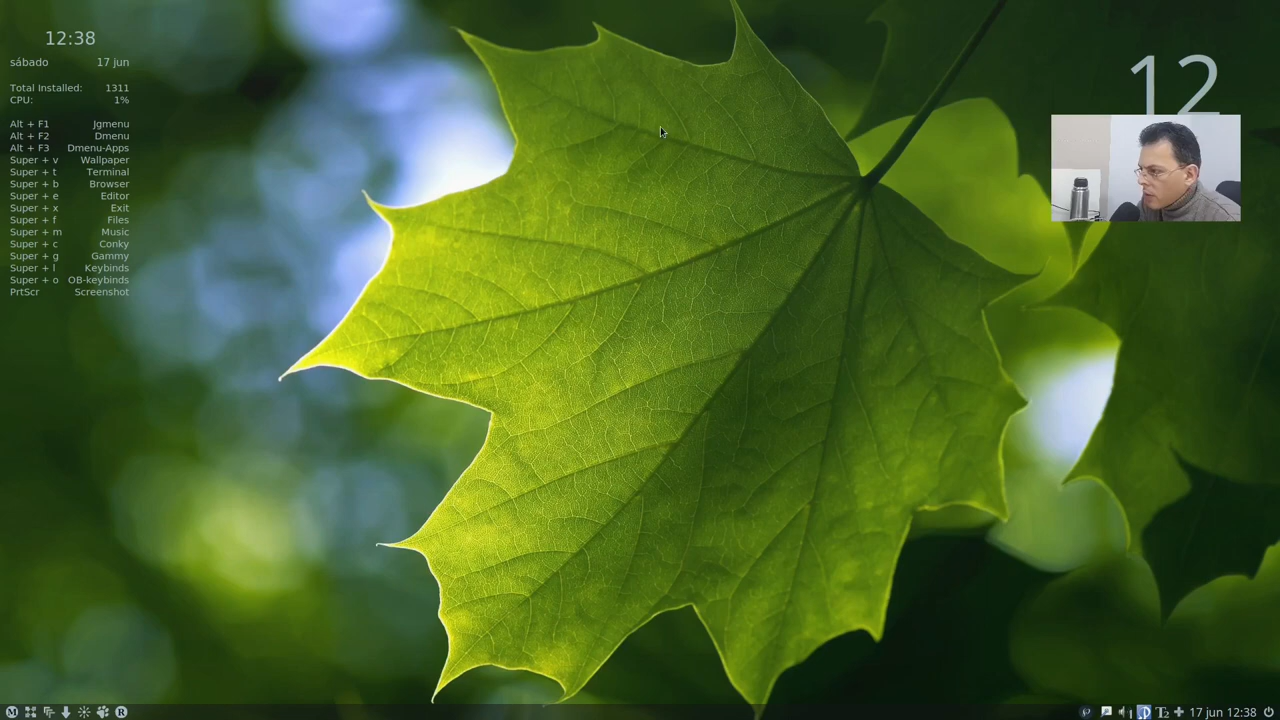 12:38
sábado 17 jun
Total Installed: 1311
CPU: 1%
Alt + F1 Jgmenu
Alt + F2 Dmenu
Alt + F3 Dmenu-Apps
Super + v Wallpaper
Super + t Terminal
Super + b Browser
Super + e Editor
Super + x Exit
Super + f Files
Super + m Music
Super + c Conky
Super + g Gammy
Super + l Keybinds
Super + o OB-keybinds
PrtScr Screenshot
12
17 jun 12:38